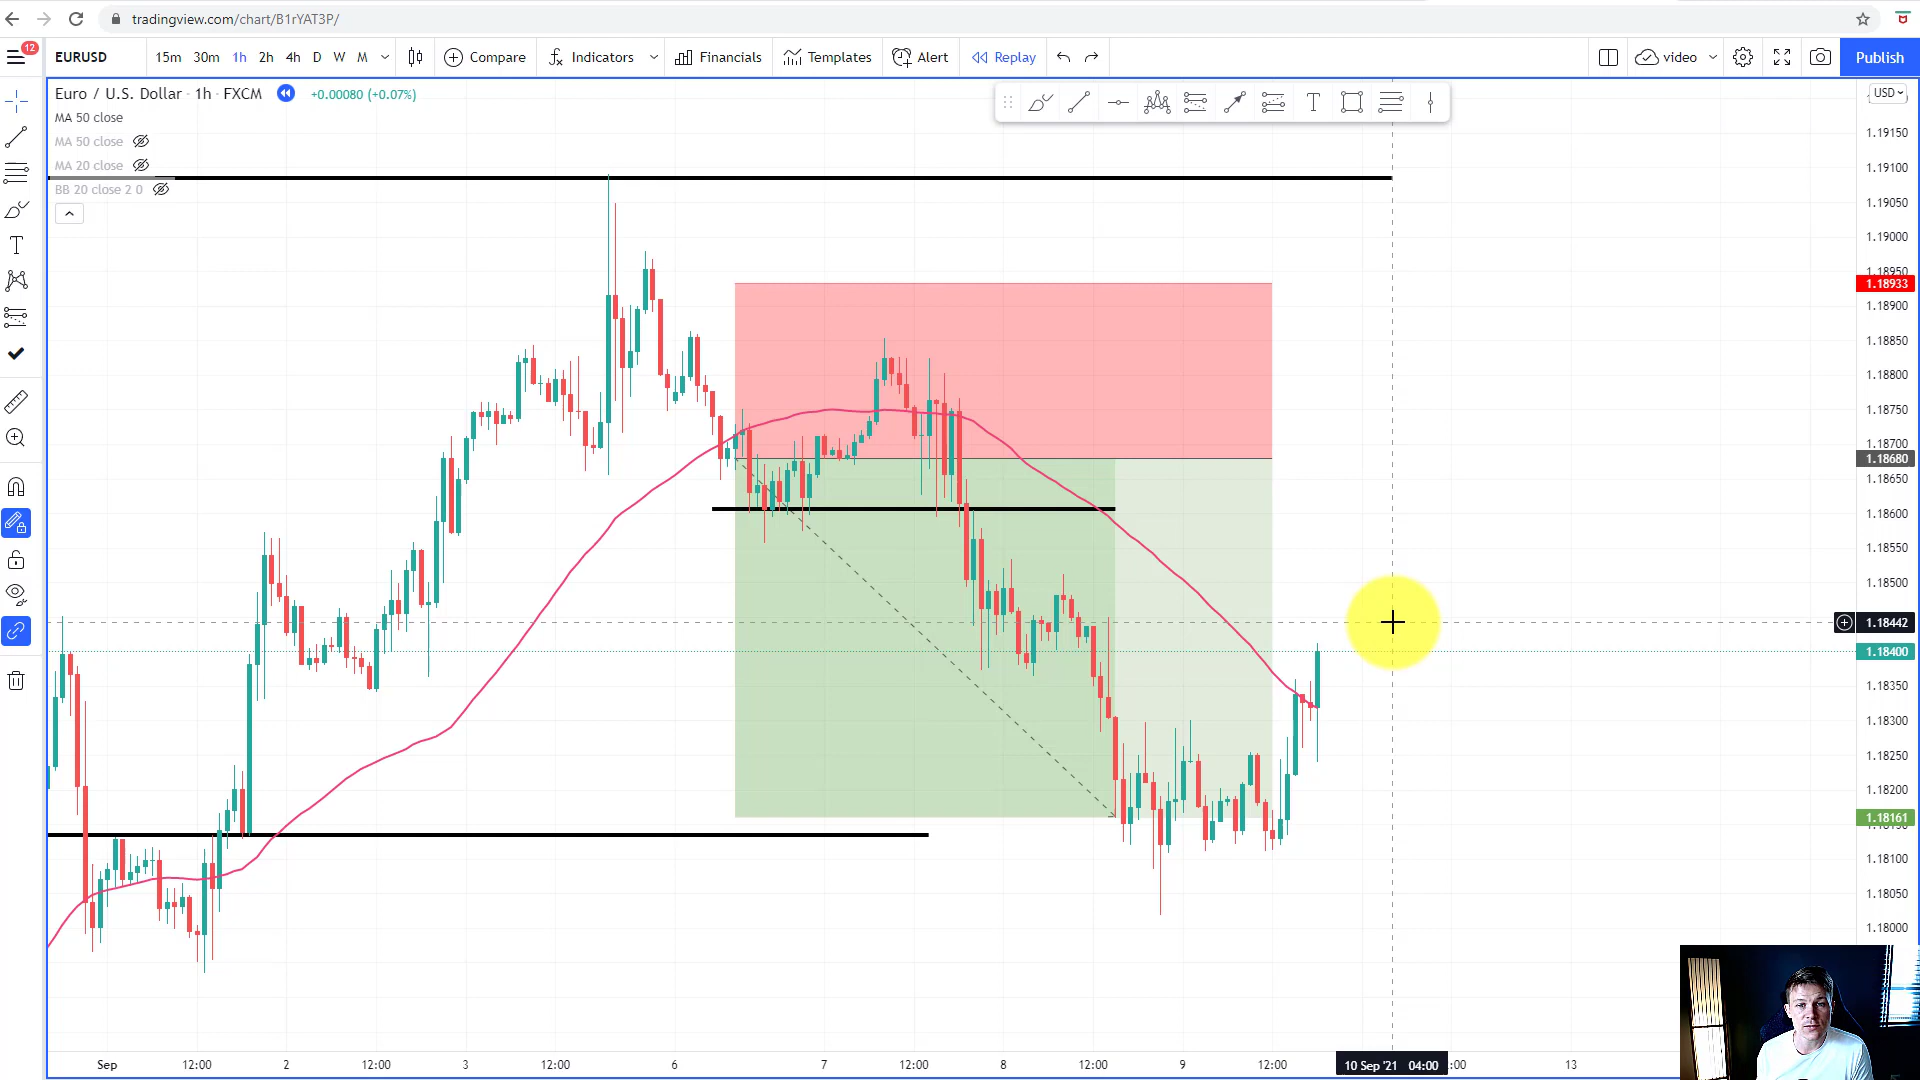 tradingview.com/chart/B1rYAT3P/
12
EURUSD
15m 30m 1h 2h 4h D W M
Compare
Indicators
Financials
Templates
Alert
Replay
video
Publish
Euro / U.S. Dollar · 1h · FXCM
+0.00080 (+0.07%)
MA 50 close
MA 50 close
MA 20 close
BB 20 close 2 0
T
T
USD
1.19150
1.19100
1.19050
1.19000
1.18950
1.18933
1.18900
1.18850
1.18800
1.18750
1.18700
1.18680
1.18650
1.18600
1.18550
1.18500
1.18442
1.18400
1.18350
1.18300
1.18250
1.18200
1.18161
1.18100
1.18050
1.18000
Sep 12:00 2 12:00 3 12:00 6 7 12:00 8 12:00 9 12:00 10 Sep '21 04:00 :00 13